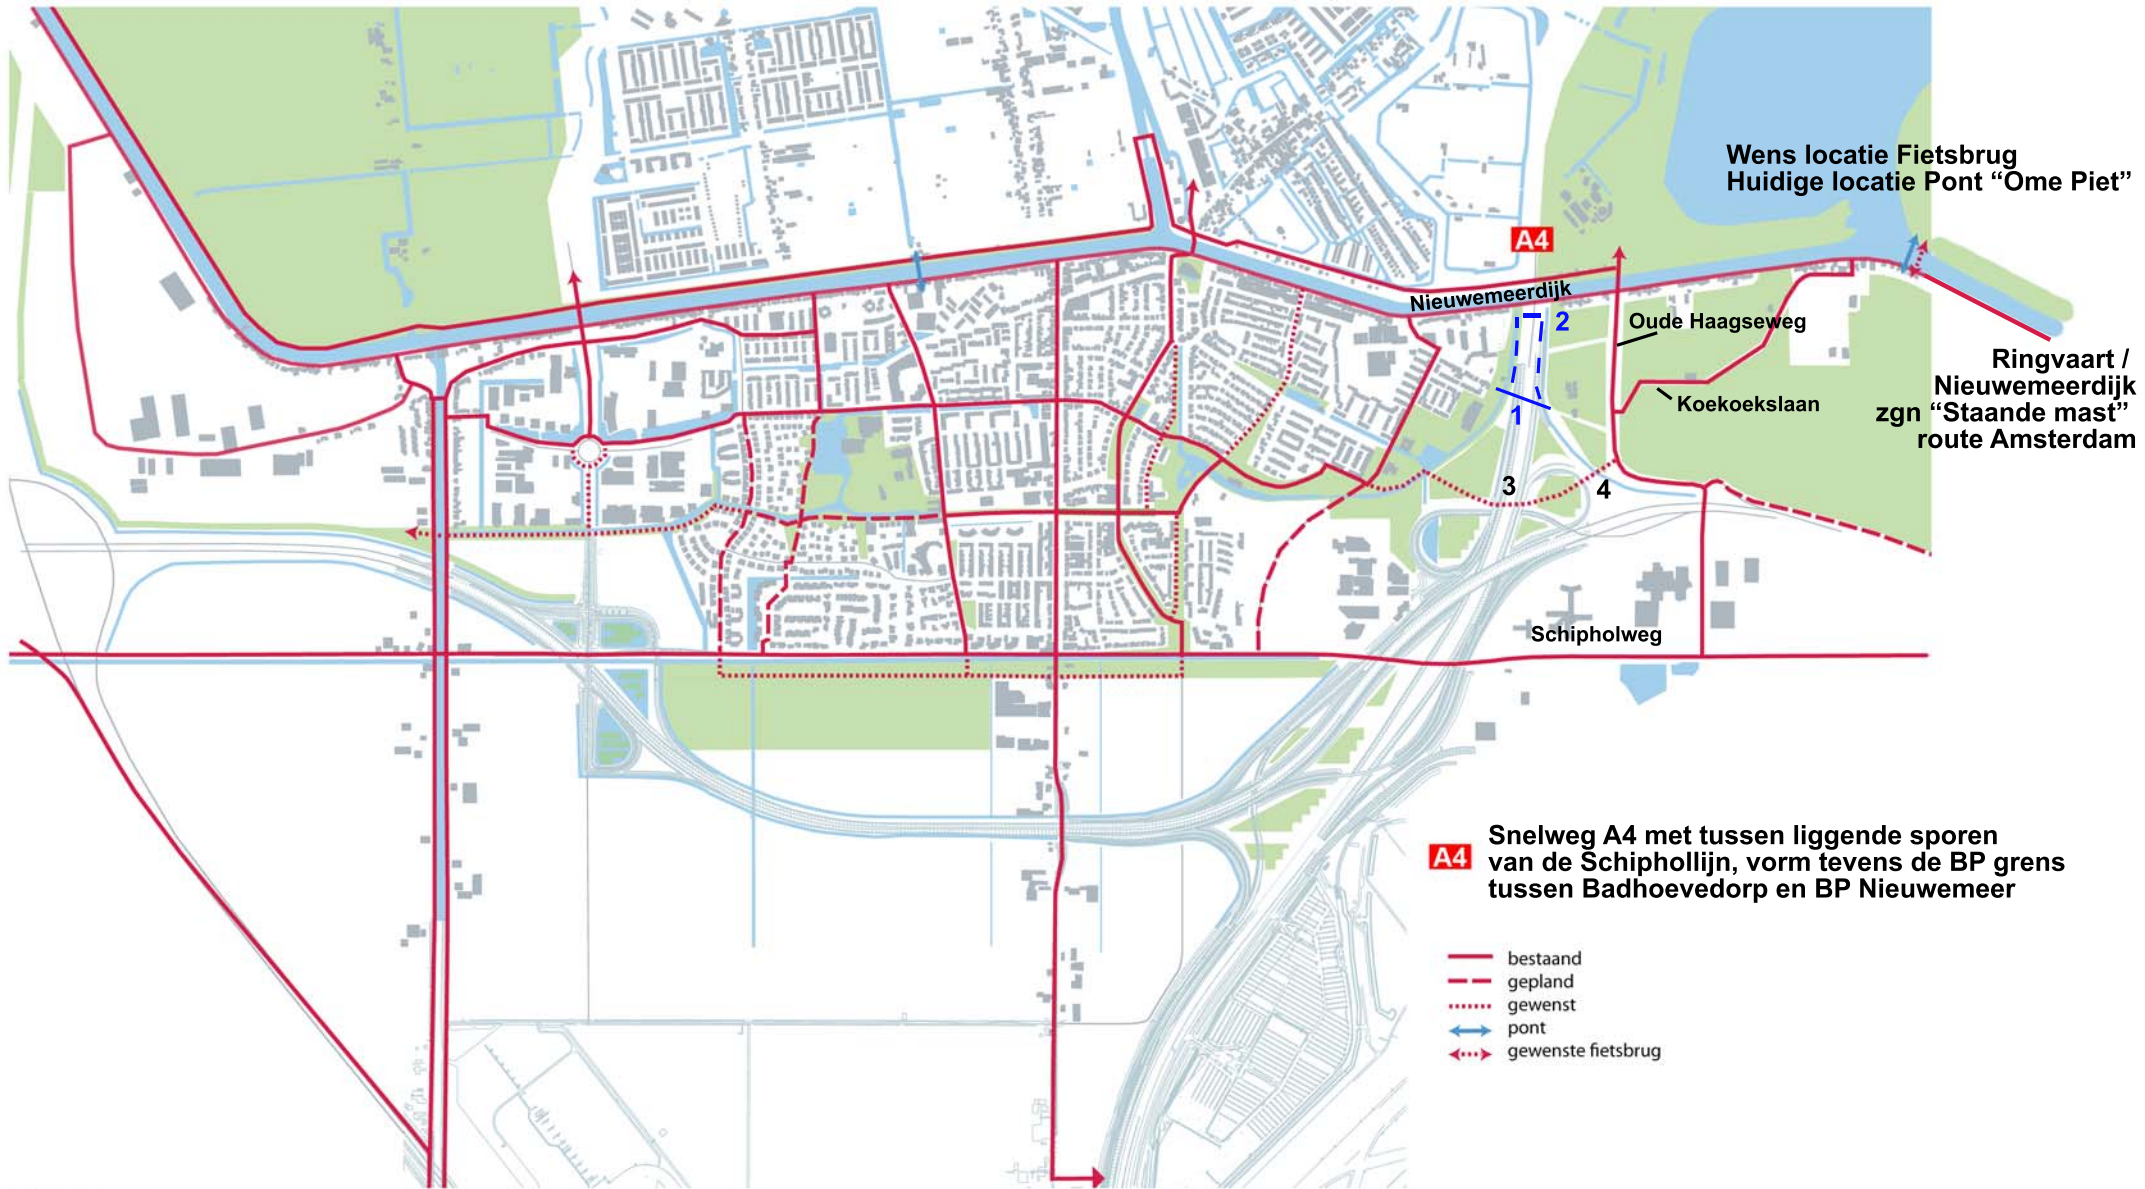 Wens locatie Fietsbrug
Huidige locatie Pont “Ome Piet”
A4
Nieuwemeerdijk
2
Oude Haagseweg
Ringvaart /
Nieuwemeerdijk
zgn “Staande mast”
route Amsterdam
Koekoekslaan
1
3
4
Schipholweg
A4
Snelweg A4 met tussen liggende sporen
van de Schiphollijn, vorm tevens de BP grens
tussen Badhoevedorp en BP Nieuwemeer
bestaand
gepland
gewenst
pont
gewenste fietsbrug